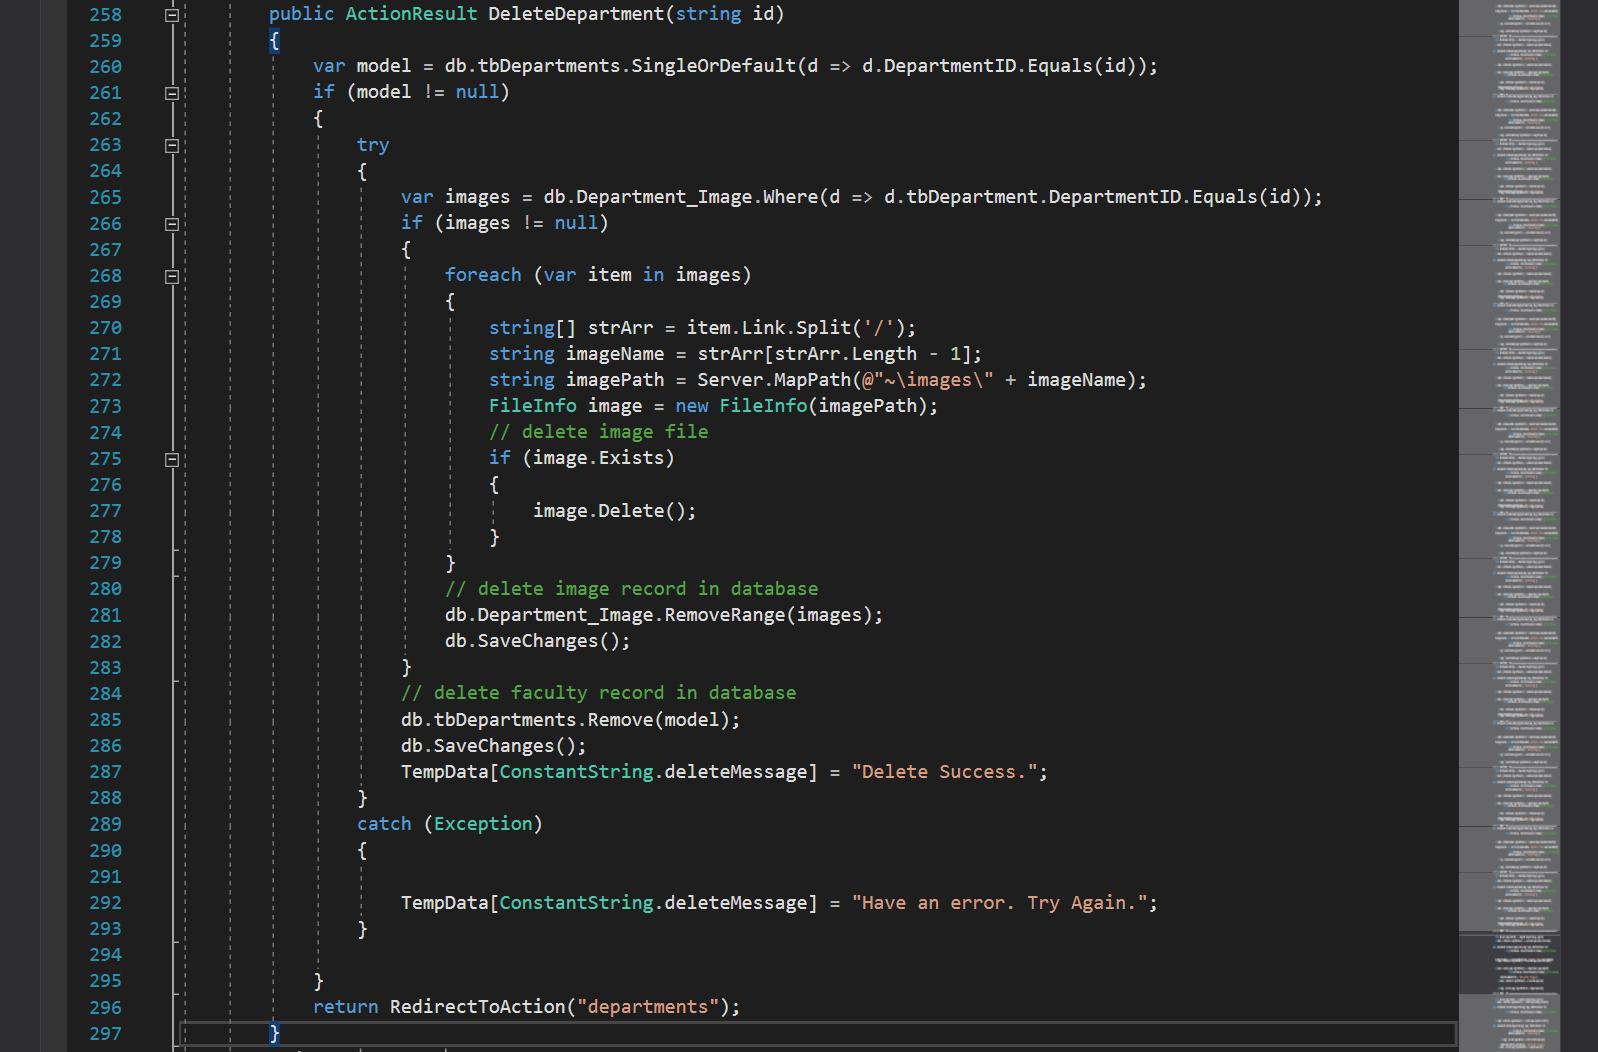 258 public ActionResult DeleteDepartment(string id)
259 {
260 var model = db.tbDepartments.SingleOrDefault(d => d.DepartmentID.Equals(id));
261 if (model != null)
262 {
263 try
264 {
265 var images = db.Department_Image.Where(d => d.tbDepartment.DepartmentID.Equals(id));
266 if (images != null)
267 {
268 foreach (var item in images)
269 {
270 string[] strArr = item.Link.Split('/');
271 string imageName = strArr[strArr.Length - 1];
272 string imagePath = Server.MapPath(@"~\images\" + imageName);
273 FileInfo image = new FileInfo(imagePath);
274 // delete image file
275 if (image.Exists)
276 {
277 image.Delete();
278 }
279 }
280 // delete image record in database
281 db.Department_Image.RemoveRange(images);
282 db.SaveChanges();
283 }
284 // delete faculty record in database
285 db.tbDepartments.Remove(model);
286 db.SaveChanges();
287 TempData[ConstantString.deleteMessage] = "Delete Success.";
288 }
289 catch (Exception)
290 {
291
292 TempData[ConstantString.deleteMessage] = "Have an error. Try Again.";
293 }
294
295 }
296 return RedirectToAction("departments");
297 }